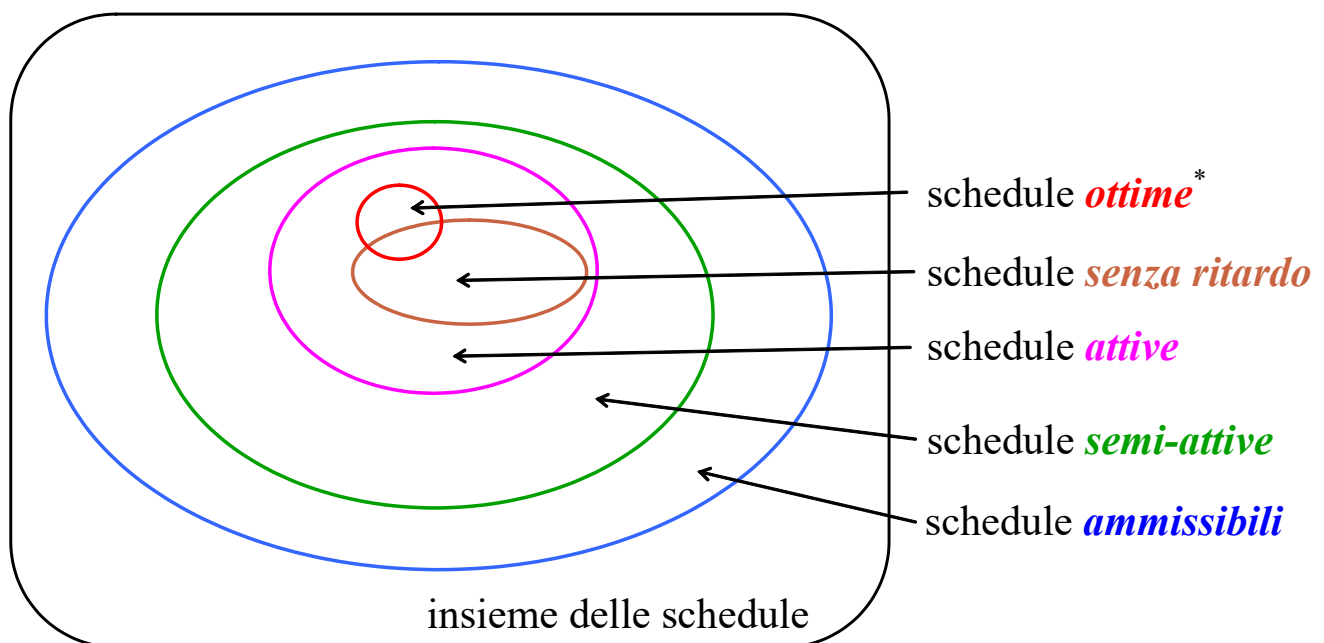 schedule ottime*
schedule senza ritardo
schedule attive
schedule semi-attive
schedule ammissibili
insieme delle schedule